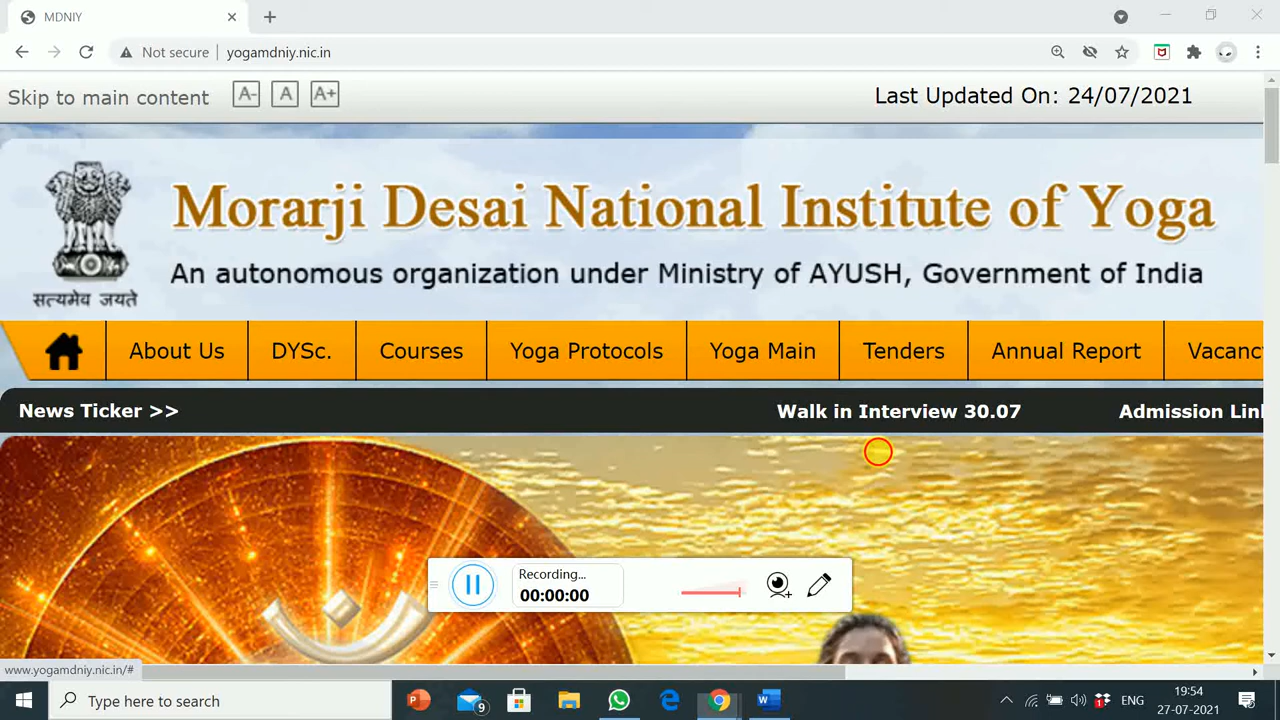 MDNIY
Not secure yogamdniy.nic.in
Skip to main content A- A A+ Last Updated On: 24/07/2021
Morarji Desai National Institute of Yoga
An autonomous organization under Ministry of AYUSH, Government of India
सत्यमेव जयते
About Us DYSc. Courses Yoga Protocols Yoga Main Tenders Annual Report Vacanc
News Ticker >> Walk in Interview 30.07 Admission Lin
Recording...
00:00:00
www.yogamdniy.nic.in/#
Type here to search 9 1 ENG 19:54
27-07-2021